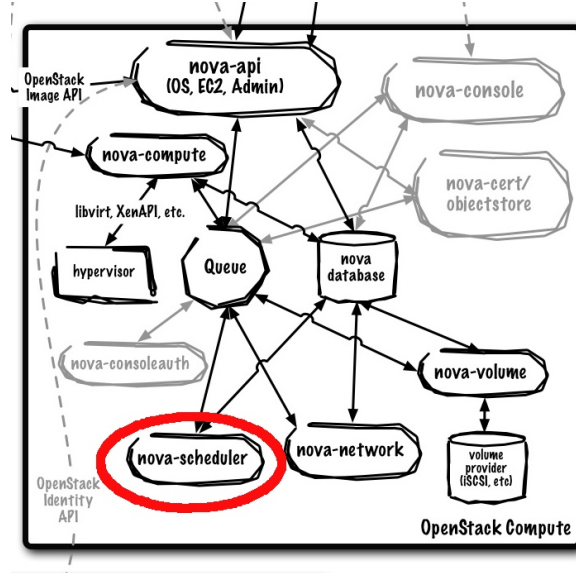 nova-api
(OS, EC2, Admin)
OpenStack
Image API
nova-console
nova-compute
nova-cert/
objectstore
libvirt, XenAPI, etc.
hypervisor
Queue
nova
database
nova-consoleauth
nova-volume
nova-scheduler
nova-network
volume
provider
(iSCSI, etc)
OpenStack
Identity
API
OpenStack Compute